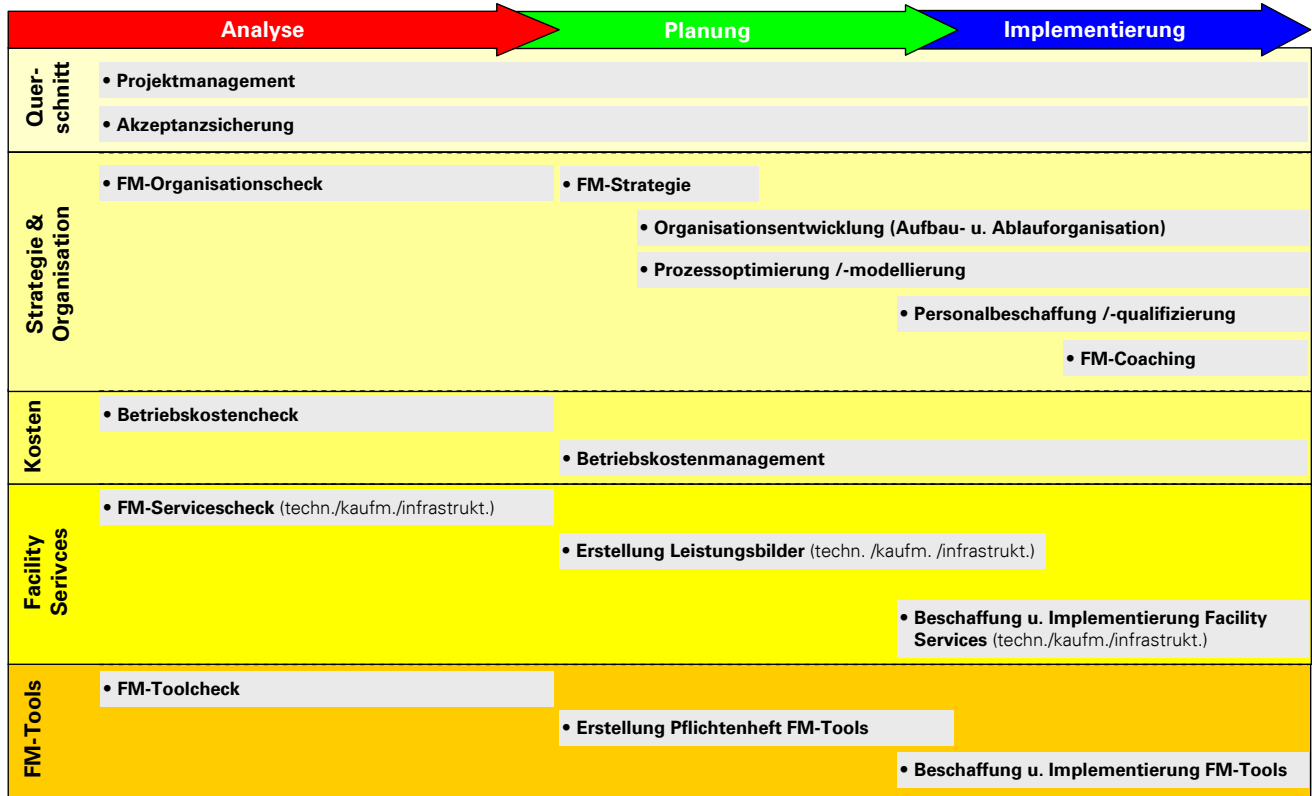 Analyse
Planung
Implementierung
Quer-
schnitt
• Projektmanagement
• Akzeptanzsicherung
Strategie &
Organisation
• FM-Organisationscheck
• FM-Strategie
• Organisationsentwicklung (Aufbau- u. Ablauforganisation)
• Prozessoptimierung /-modellierung
• Personalbeschaffung /-qualifizierung
• FM-Coaching
Kosten
• Betriebskostencheck
• Betriebskostenmanagement
Facility
Serivces
• FM-Servicescheck (techn./kaufm./infrastrukt.)
• Erstellung Leistungsbilder (techn. /kaufm. /infrastrukt.)
• Beschaffung u. Implementierung Facility
Services (techn./kaufm./infrastrukt.)
FM-Tools
• FM-Toolcheck
• Erstellung Pflichtenheft FM-Tools
• Beschaffung u. Implementierung FM-Tools